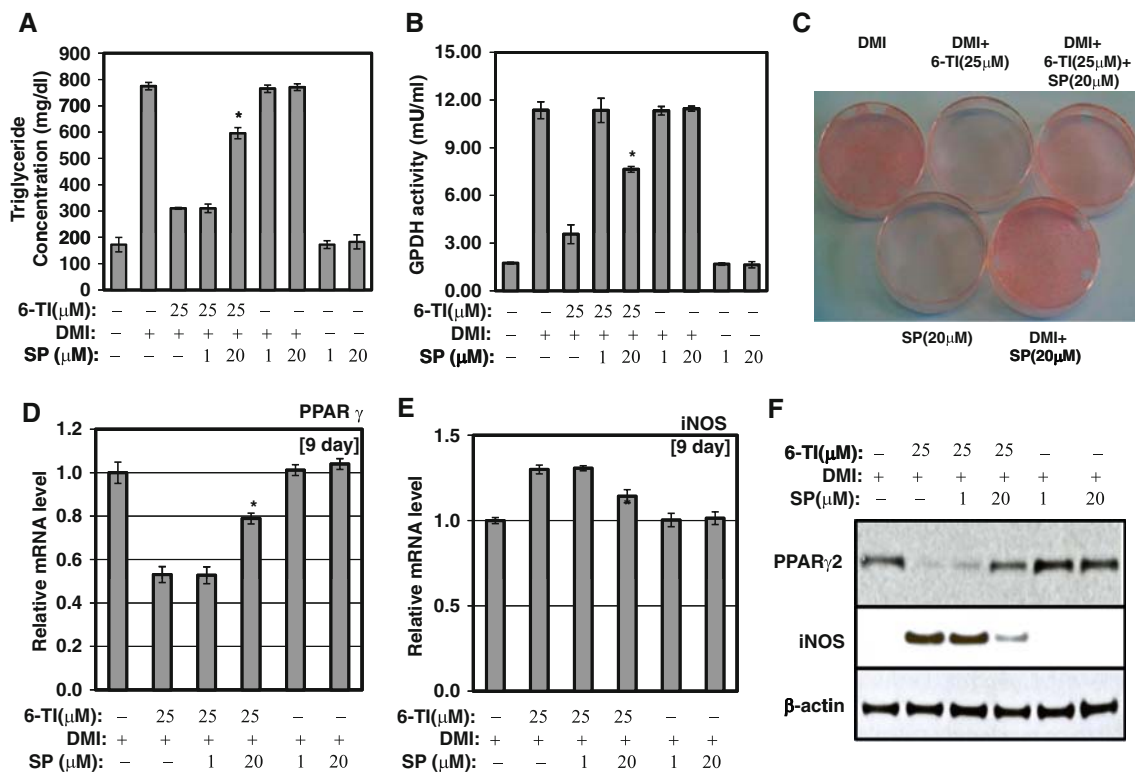 A
Triglyceride
Concentration (mg/dl)
900
800
700
600
500
400
300
200
100
0
*
6-TI(μM): – – 25 25 25 – – – –
DMI: – + + + + + + – –
SP (μM): – – – 1 20 1 20 1 20
B
GPDH activity (mU/ml)
15.00
12.00
9.00
6.00
3.00
0.00
*
6-TI(μM): – – 25 25 25 – – – –
DMI: – + + + + + + – –
SP (μM): – – – 1 20 1 20 1 20
C
DMI
DMI+
6-TI(25μM)
DMI+
6-TI(25μM)+
SP(20μM)
SP(20μM)
DMI+
SP(20μM)
D
PPAR γ
[9 day]
Relative mRNA level
1.2
1.0
0.8
0.6
0.4
0.2
0.0
*
6-TI(μM): – 25 25 25 – –
DMI: + + + + + +
SP (μM): – – 1 20 1 20
E
iNOS
[9 day]
Relative mRNA level
1.5
1.0
0.5
0.0
*
6-TI(μM): – 25 25 25 – –
DMI: + + + + + +
SP (μM): – – 1 20 1 20
F
6-TI(μM): – 25 25 25 – –
DMI: + + + + + +
SP(μM): – – 1 20 1 20
PPARγ2
iNOS
β-actin